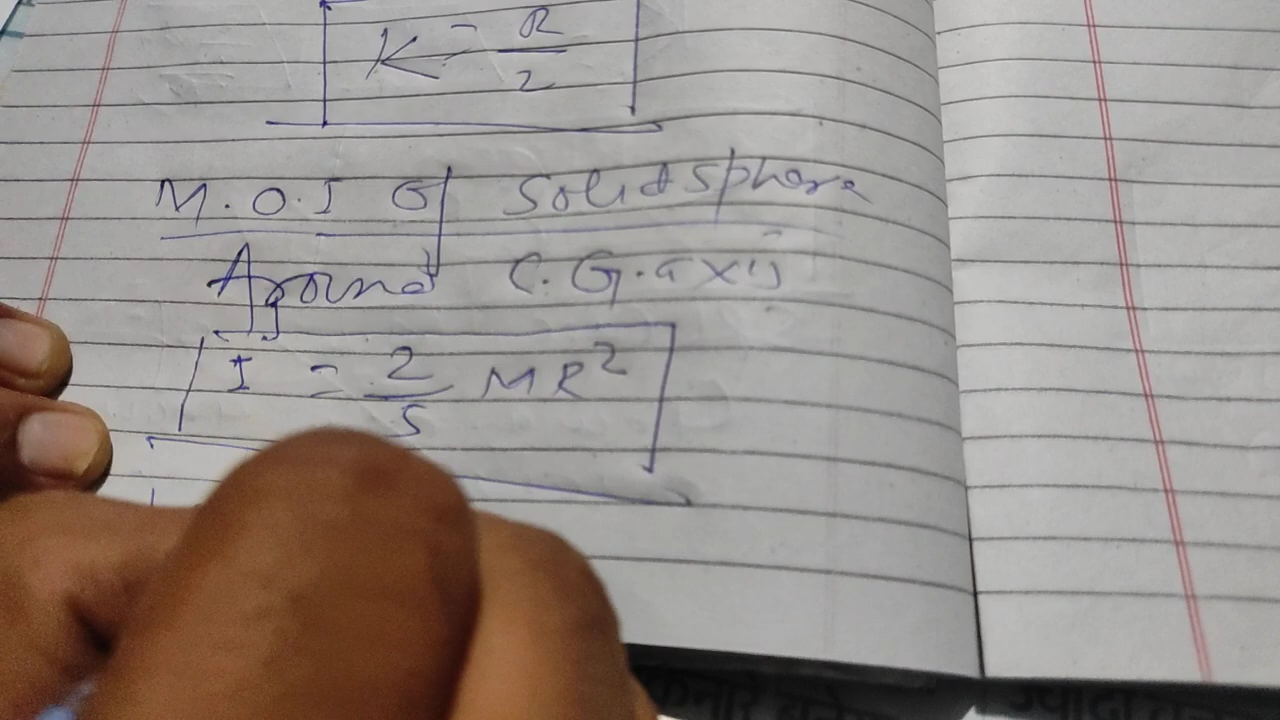 K = R/2
M.O.I of Solid sphere
Around C.G. axis
I = 2/5 MR²